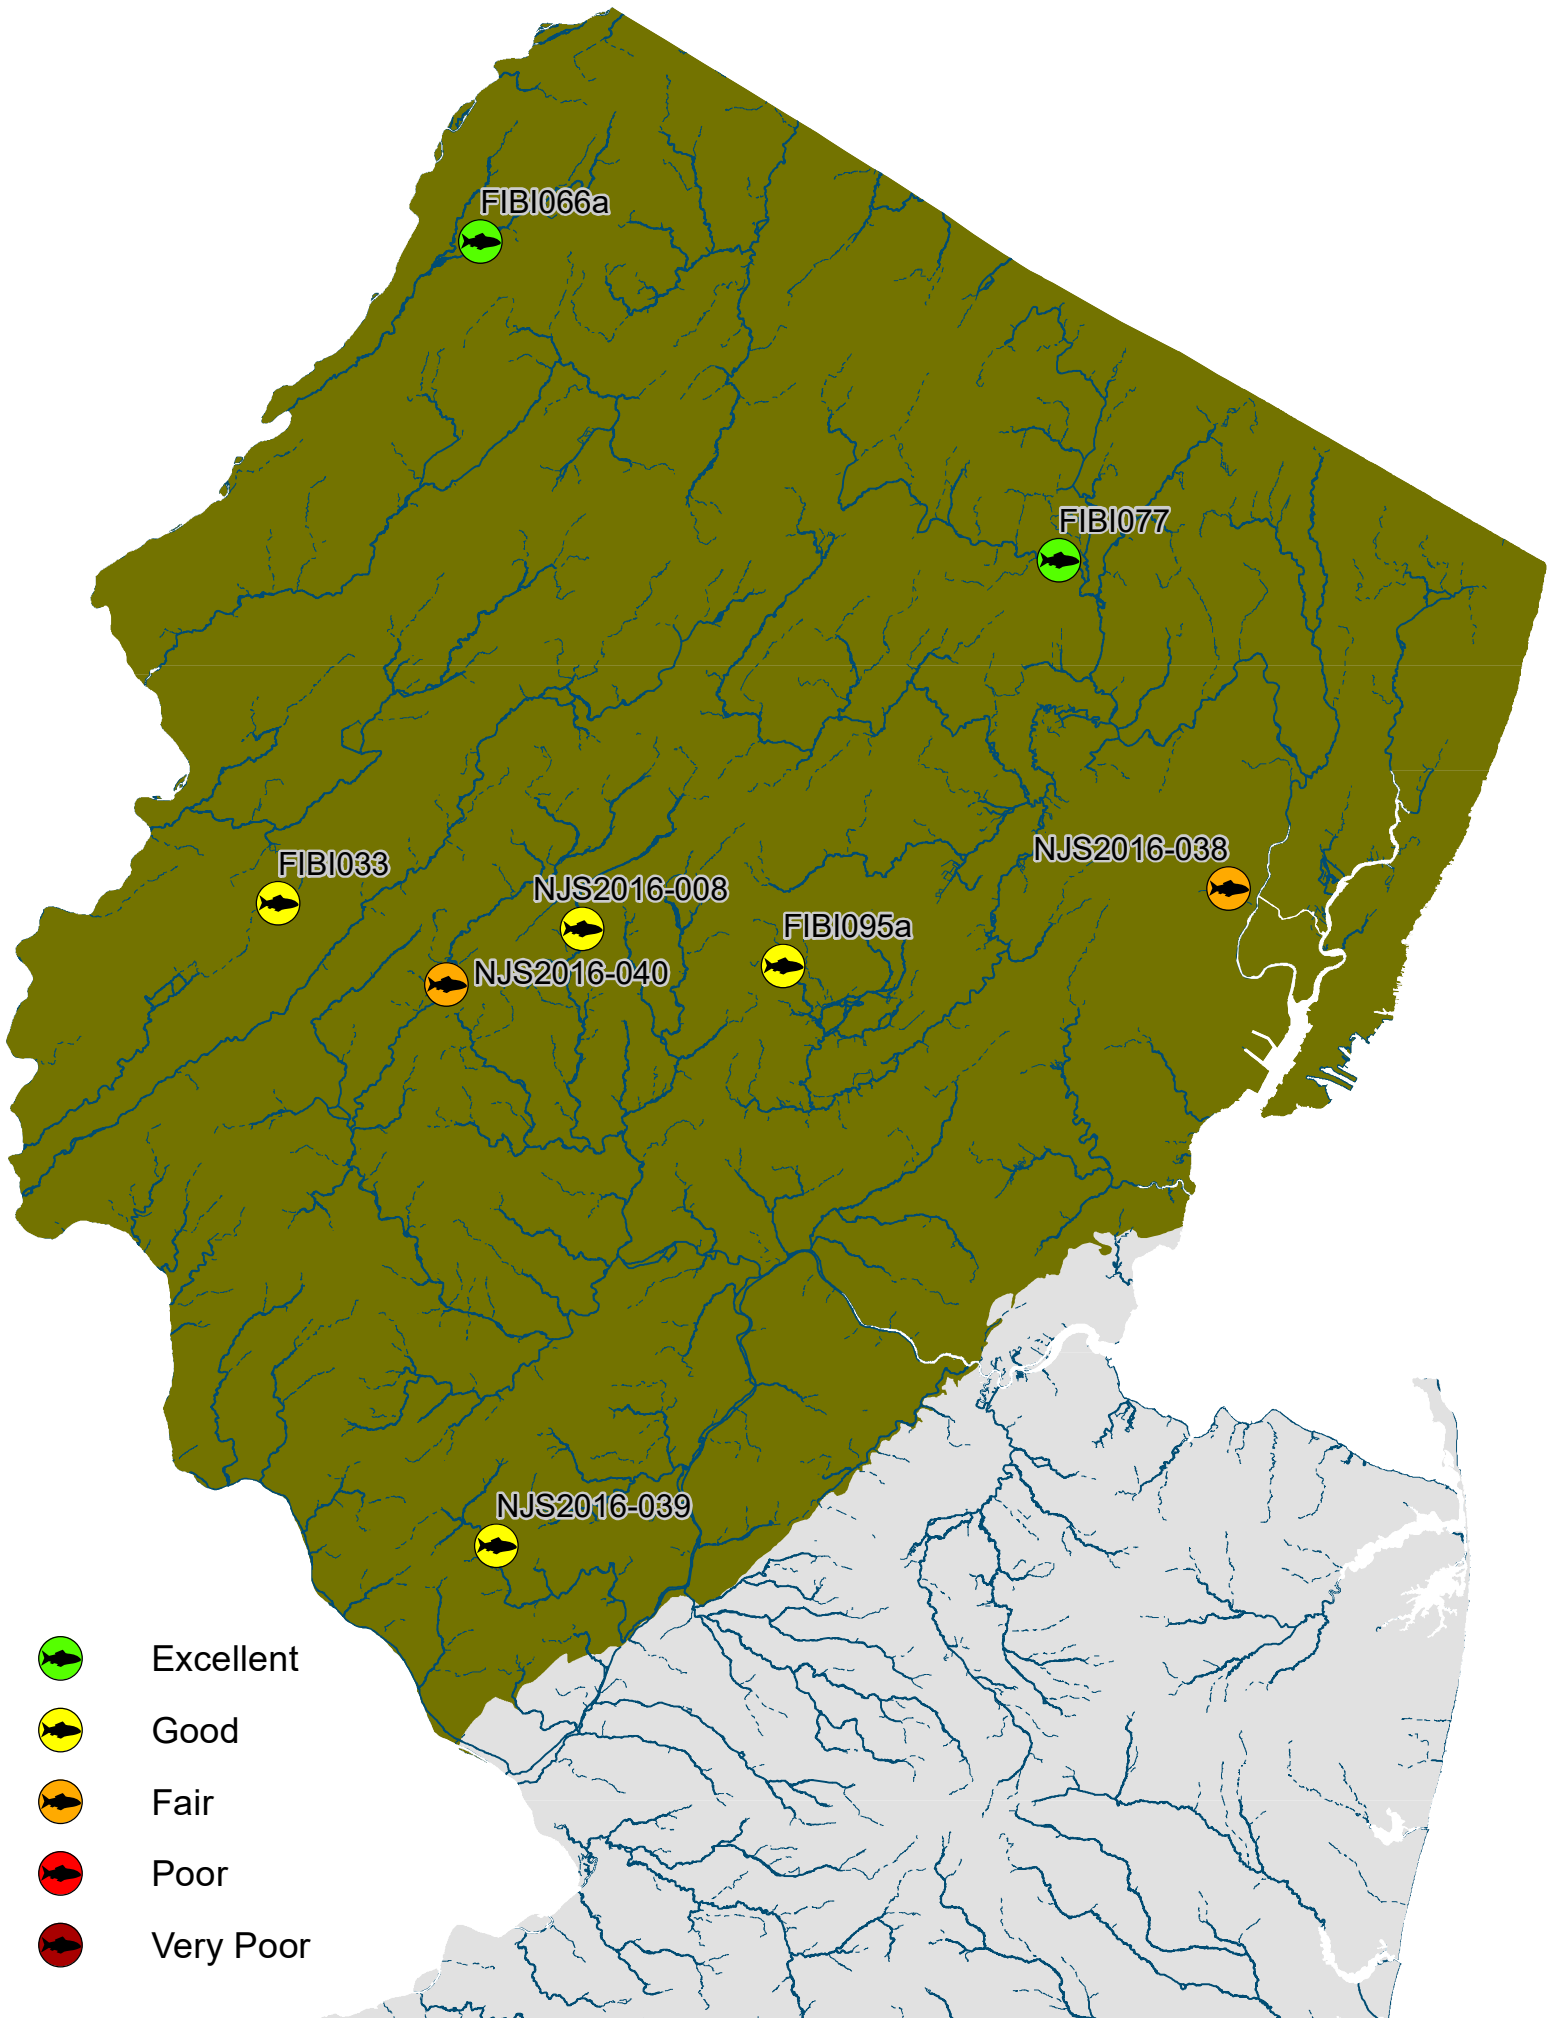 FIBI066a
FIBI077
NJS2016-038
FIBI033
NJS2016-008
FIBI095a
NJS2016-040
NJS2016-039
Excellent
Good
Fair
Poor
Very Poor